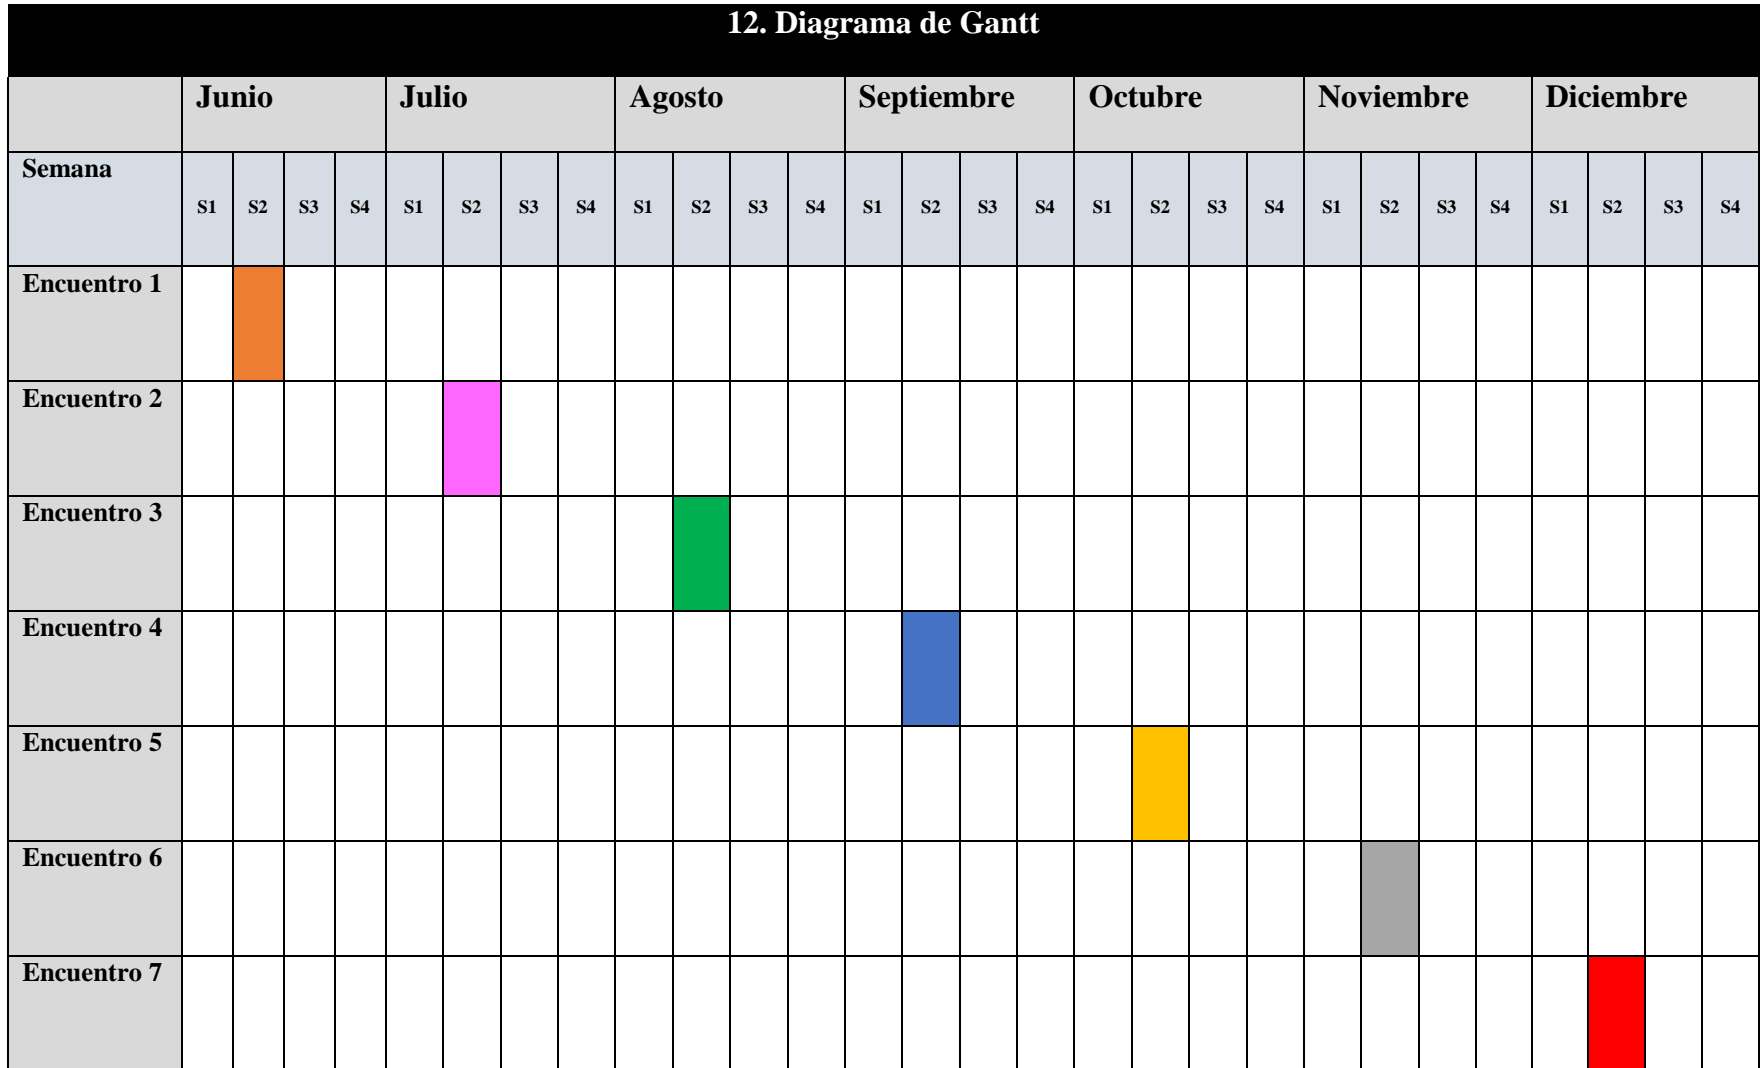 12. Diagrama de Gantt
Junio Julio Agosto Septiembre Octubre Noviembre Diciembre
Semana
S1 S2 S3 S4 S1 S2 S3 S4 S1 S2 S3 S4 S1 S2 S3 S4 S1 S2 S3 S4 S1 S2 S3 S4 S1 S2 S3 S4
Encuentro 1
Encuentro 2
Encuentro 3
Encuentro 4
Encuentro 5
Encuentro 6
Encuentro 7